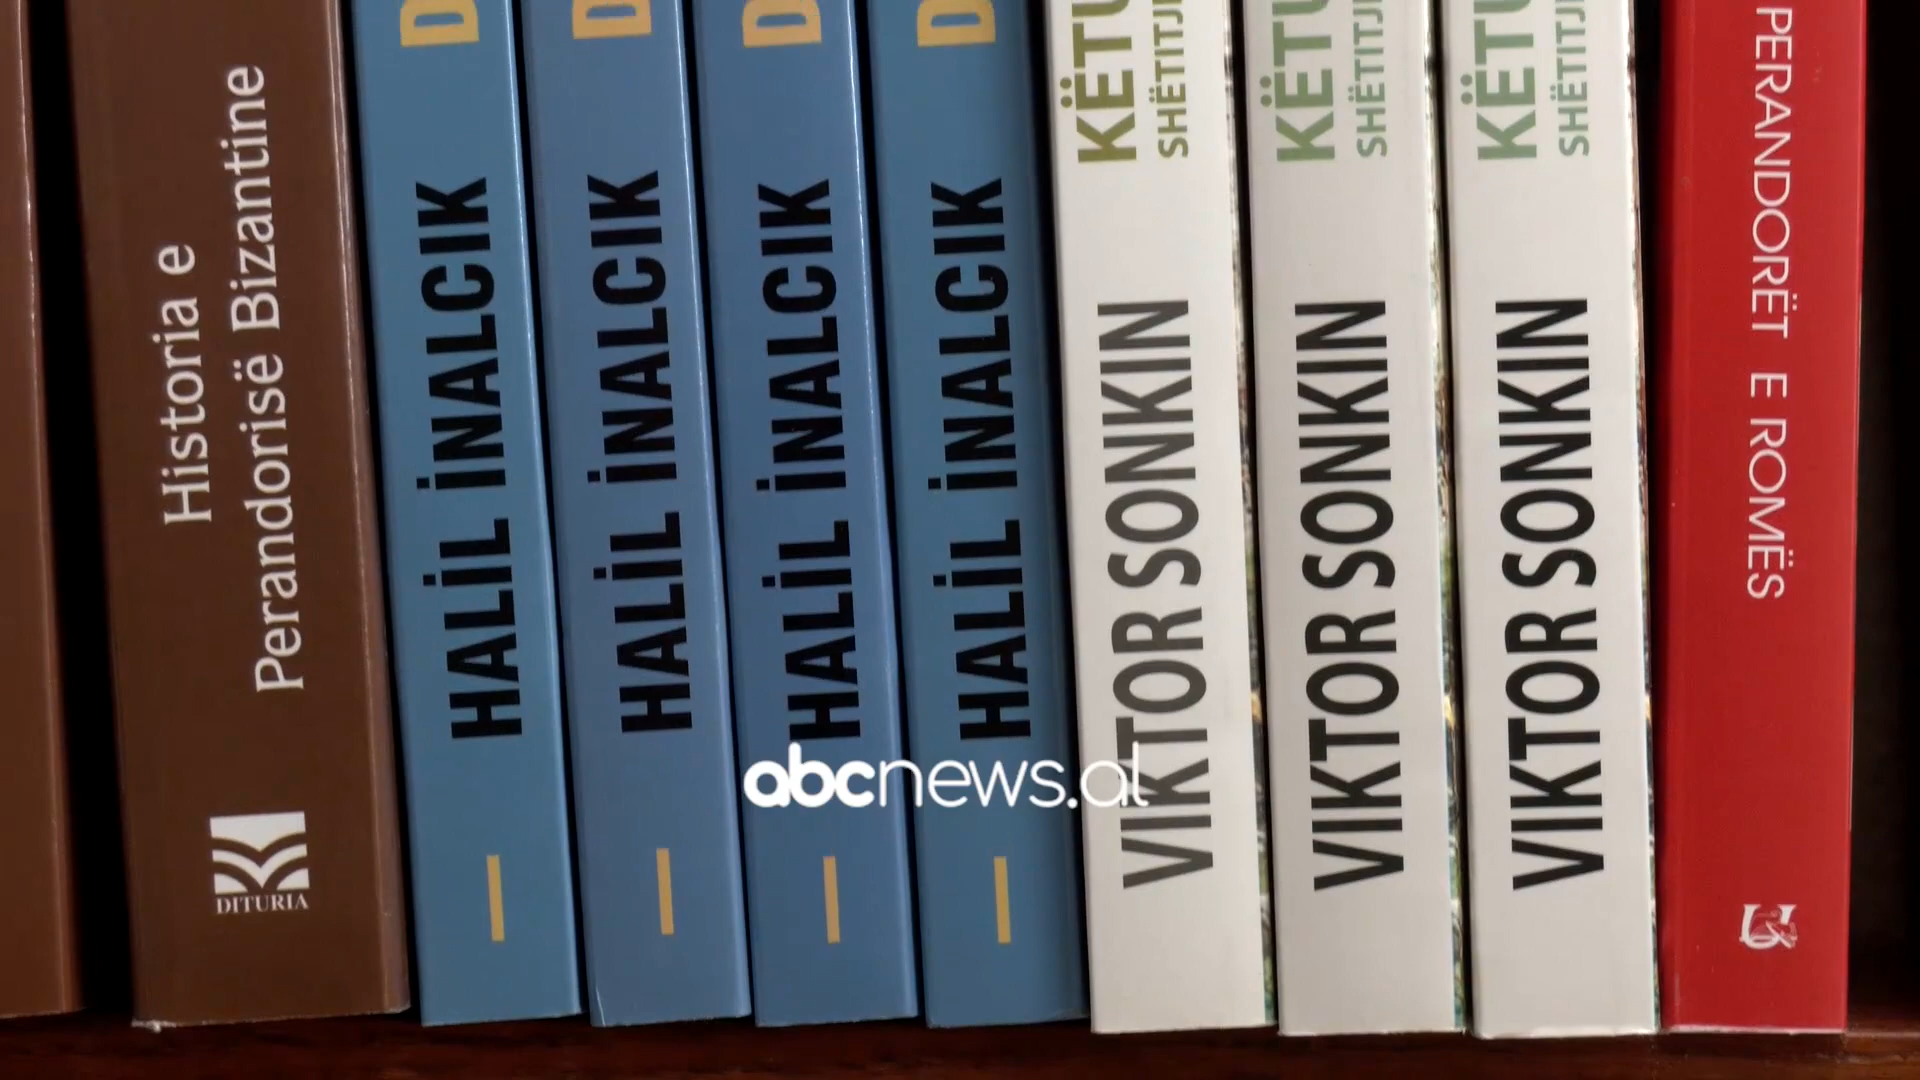 Historia e
Perandorisë Bizantine
DITURIA
HALİL İNALCIK
HALİL İNALCIK
HALİL İNALCIK
HALİL İNALCIK
VIKTOR SONKIN
VIKTOR SONKIN
VIKTOR SONKIN
PERANDORËT E ROMËS
abcnews.al